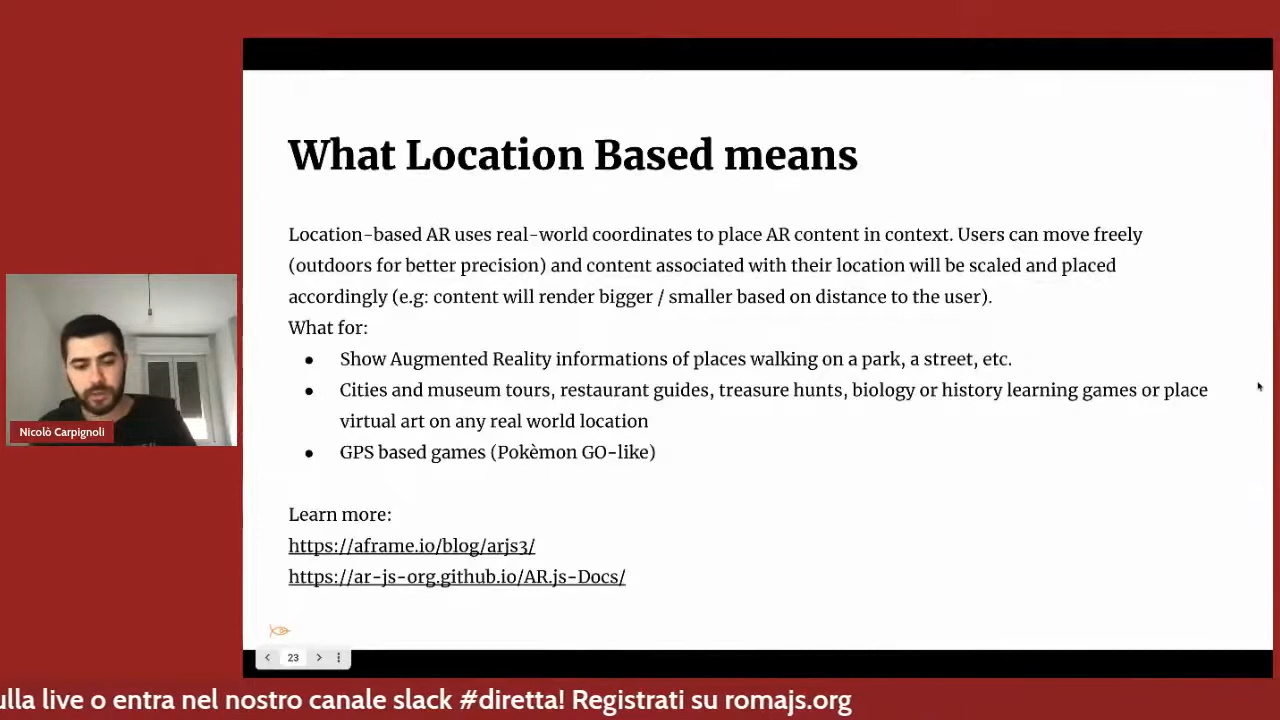 What Location Based means
Location-based AR uses real-world coordinates to place AR content in context. Users can move freely
(outdoors for better precision) and content associated with their location will be scaled and placed
accordingly (e.g: content will render bigger / smaller based on distance to the user).
What for:
● Show Augmented Reality informations of places walking on a park, a street, etc.
● Cities and museum tours, restaurant guides, treasure hunts, biology or history learning games or place
virtual art on any real world location
● GPS based games (Pokèmon GO-like)
Learn more:
https://aframe.io/blog/arjs3/
https://ar-js-org.github.io/AR.js-Docs/
Nicolò Carpignoli
23
ulla live o entra nel nostro canale slack #diretta! Registrati su romajs.org